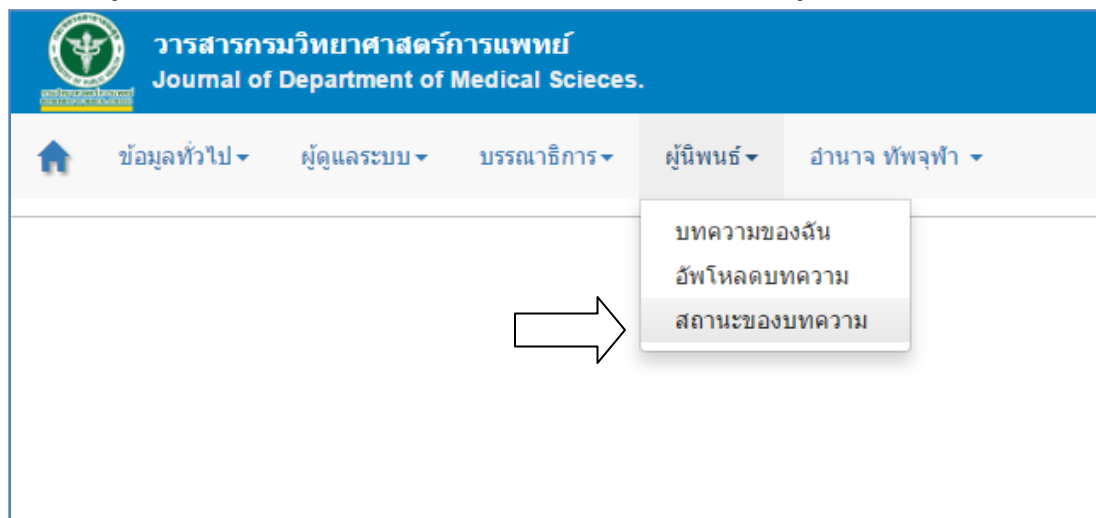 วารสารกรมวิทยาศาสตร์การแพทย์
Journal of Department of Medical Scieces.
ข้อมูลทั่วไป ผู้ดูแลระบบ บรรณาธิการ ผู้นิพนธ์ อำนาจ ทัพจุฬา
บทความของฉัน
อัพโหลดบทความ
สถานะของบทความ